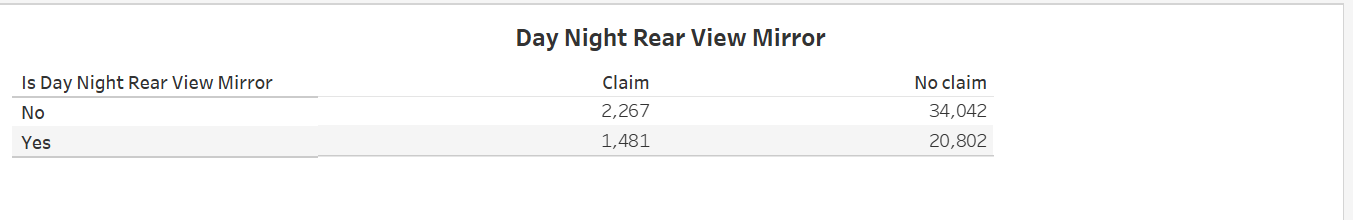 Day Night Rear View Mirror
Is Day Night Rear View Mirror Claim No claim
No 2,267 34,042
Yes 1,481 20,802